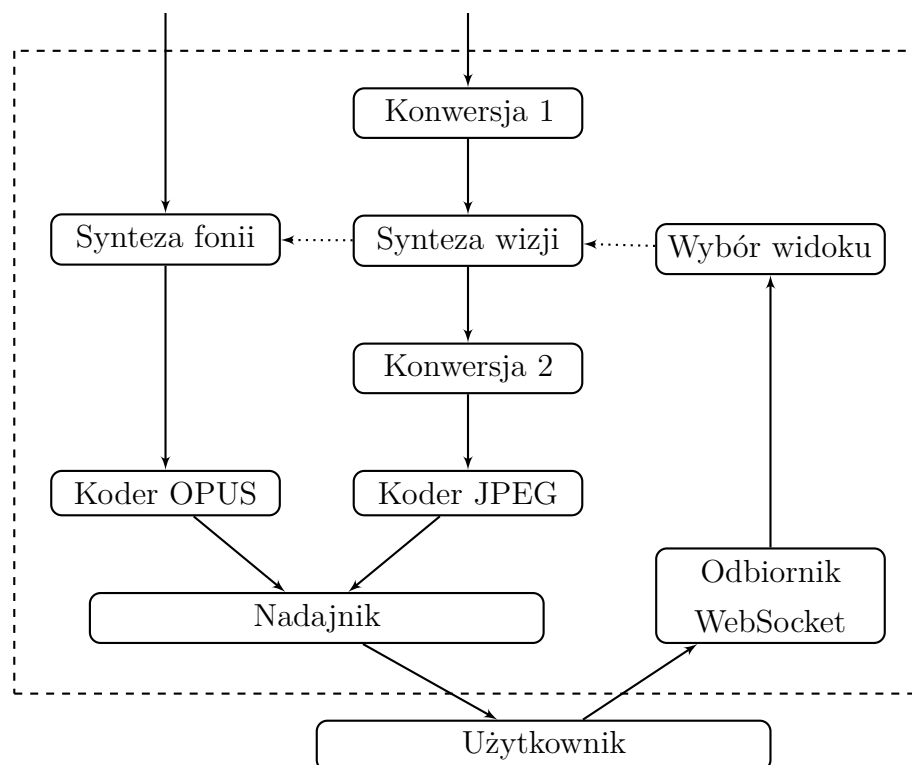 Konwersja 1
Synteza fonii
Synteza wizji
Wybór widoku
Konwersja 2
Koder OPUS
Koder JPEG
Nadajnik
Odbiornik
WebSocket
Użytkownik